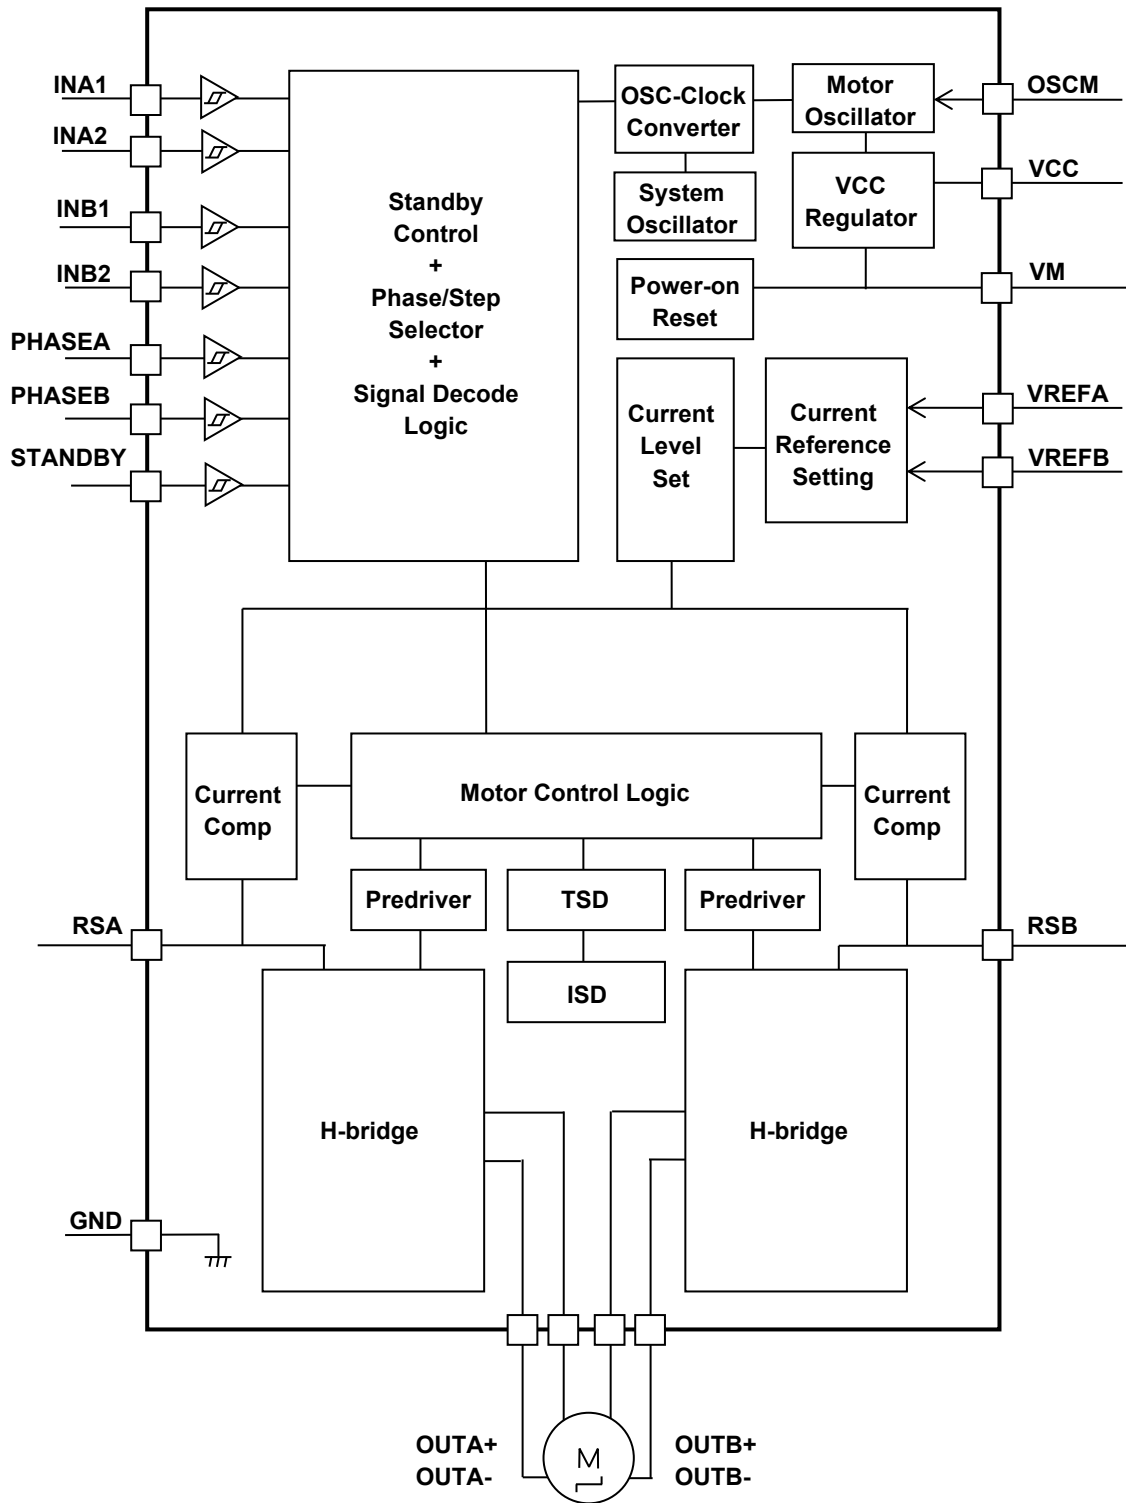 INA1
INA2
INB1
INB2
PHASEA
PHASEB
STANDBY
Standby
Control
+
Phase/Step
Selector
+
Signal Decode
Logic
OSC-Clock
Converter
Motor
Oscillator
OSCM
System
Oscillator
VCC
Regulator
VCC
Power-on
Reset
VM
Current
Level
Set
Current
Reference
Setting
VREFA
VREFB
Current
Comp
Motor Control Logic
Current
Comp
Predriver
TSD
Predriver
RSA
RSB
ISD
H-bridge
H-bridge
GND
OUTA+
OUTA-
M
OUTB+
OUTB-